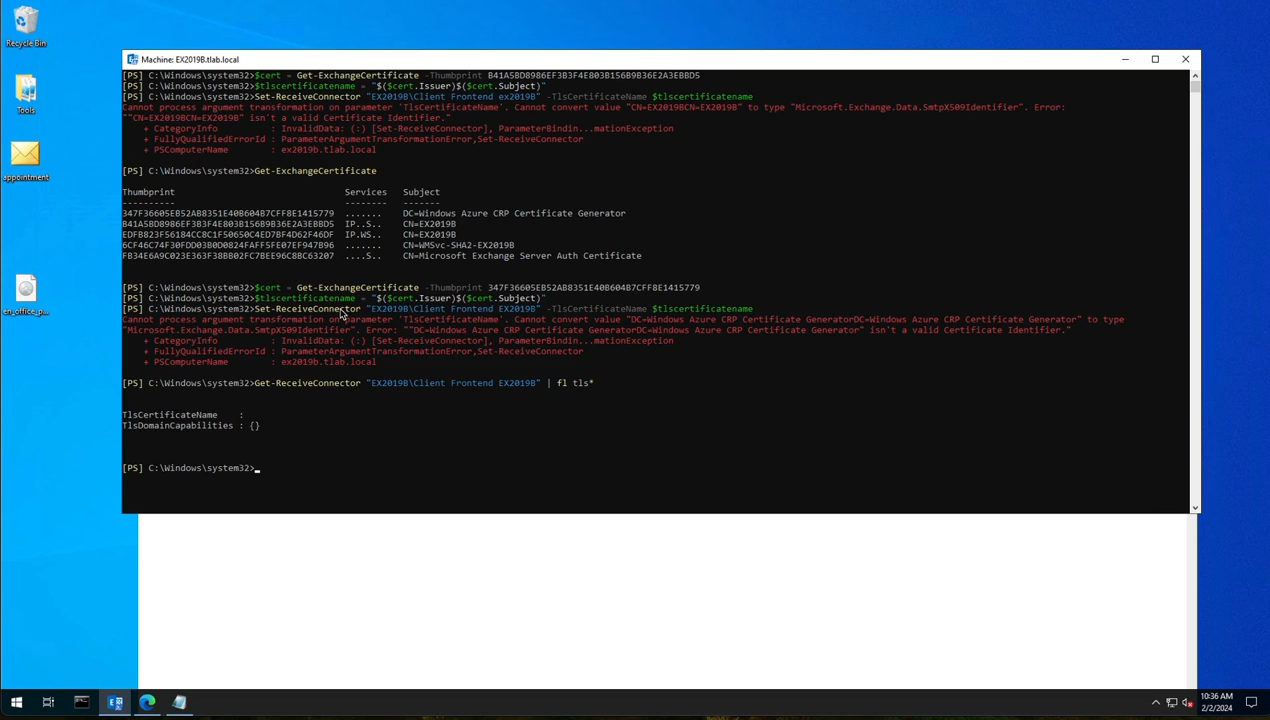 Recycle Bin
Tools
appointment
en_office_p...
Machine: EX2019B.tlab.local
[PS] C:\Windows\system32>$cert = Get-ExchangeCertificate -Thumbprint B41A5BD8986EF3B3F4E803B156B9B36E2A3EBBD5
[PS] C:\Windows\system32>$tlscertificatename = "<I>$($cert.Issuer)<S>$($cert.Subject)"
[PS] C:\Windows\system32>Set-ReceiveConnector "EX2019B\Client Frontend ex2019B" -TlsCertificateName $tlscertificatename
Cannot process argument transformation on parameter 'TlsCertificateName'. Cannot convert value "<I>CN=EX2019B<S>CN=EX2019B" to type "Microsoft.Exchange.Data.SmtpX509Identifier". Error:
""<I>CN=EX2019B<S>CN=EX2019B" isn't a valid Certificate Identifier."
+ CategoryInfo : InvalidData: (:) [Set-ReceiveConnector], ParameterBindin...mationException
+ FullyQualifiedErrorId : ParameterArgumentTransformationError,Set-ReceiveConnector
+ PSComputerName : ex2019b.tlab.local
[PS] C:\Windows\system32>Get-ExchangeCertificate
Thumbprint Services Subject
---------- -------- -------
347F36605EB52AB8351E40B604B7CFF8E1415779 ....... DC=Windows Azure CRP Certificate Generator
B41A5BD8986EF3B3F4E803B156B9B36E2A3EBBD5 IP..S.. CN=EX2019B
EDFB823F56184CC8C1F50650C4ED7BF4D62F46DF IP.WS.. CN=EX2019B
6CF46C74F30FDD03B0D0824FAFF5FE07EF947B96 ....... CN=WMSvc-SHA2-EX2019B
FB34E6A9C023E363F38BB02FC7BEE96C8BC63207 ....S.. CN=Microsoft Exchange Server Auth Certificate
[PS] C:\Windows\system32>$cert = Get-ExchangeCertificate -Thumbprint 347F36605EB52AB8351E40B604B7CFF8E1415779
[PS] C:\Windows\system32>$tlscertificatename = "<I>$($cert.Issuer)<S>$($cert.Subject)"
[PS] C:\Windows\system32>Set-ReceiveConnector "EX2019B\Client Frontend EX2019B" -TlsCertificateName $tlscertificatename
Cannot process argument transformation on parameter 'TlsCertificateName'. Cannot convert value "<I>DC=Windows Azure CRP Certificate Generator<S>DC=Windows Azure CRP Certificate Generator" to type
"Microsoft.Exchange.Data.SmtpX509Identifier". Error: ""<I>DC=Windows Azure CRP Certificate Generator<S>DC=Windows Azure CRP Certificate Generator" isn't a valid Certificate Identifier."
+ CategoryInfo : InvalidData: (:) [Set-ReceiveConnector], ParameterBindin...mationException
+ FullyQualifiedErrorId : ParameterArgumentTransformationError,Set-ReceiveConnector
+ PSComputerName : ex2019b.tlab.local
[PS] C:\Windows\system32>Get-ReceiveConnector "EX2019B\Client Frontend EX2019B" | fl tls*
TlsCertificateName :
TlsDomainCapabilities : {}
[PS] C:\Windows\system32>
10:36 AM
2/2/2024